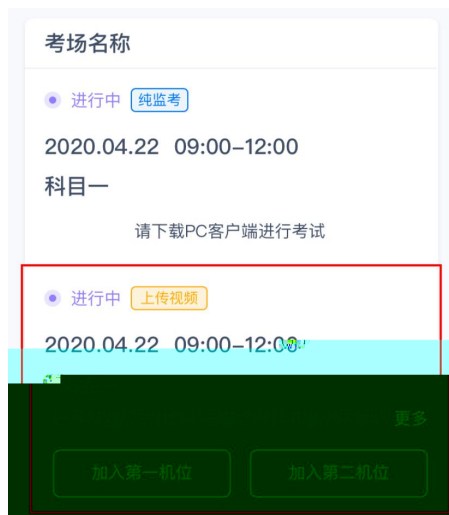 考场名称
进行中 纯监考
2020.04.22 09:00-12:00
科目一
请下载PC客户端进行考试
进行中 上传视频
2020.04.22 09:00-12:00
更多
加入第一机位 加入第二机位